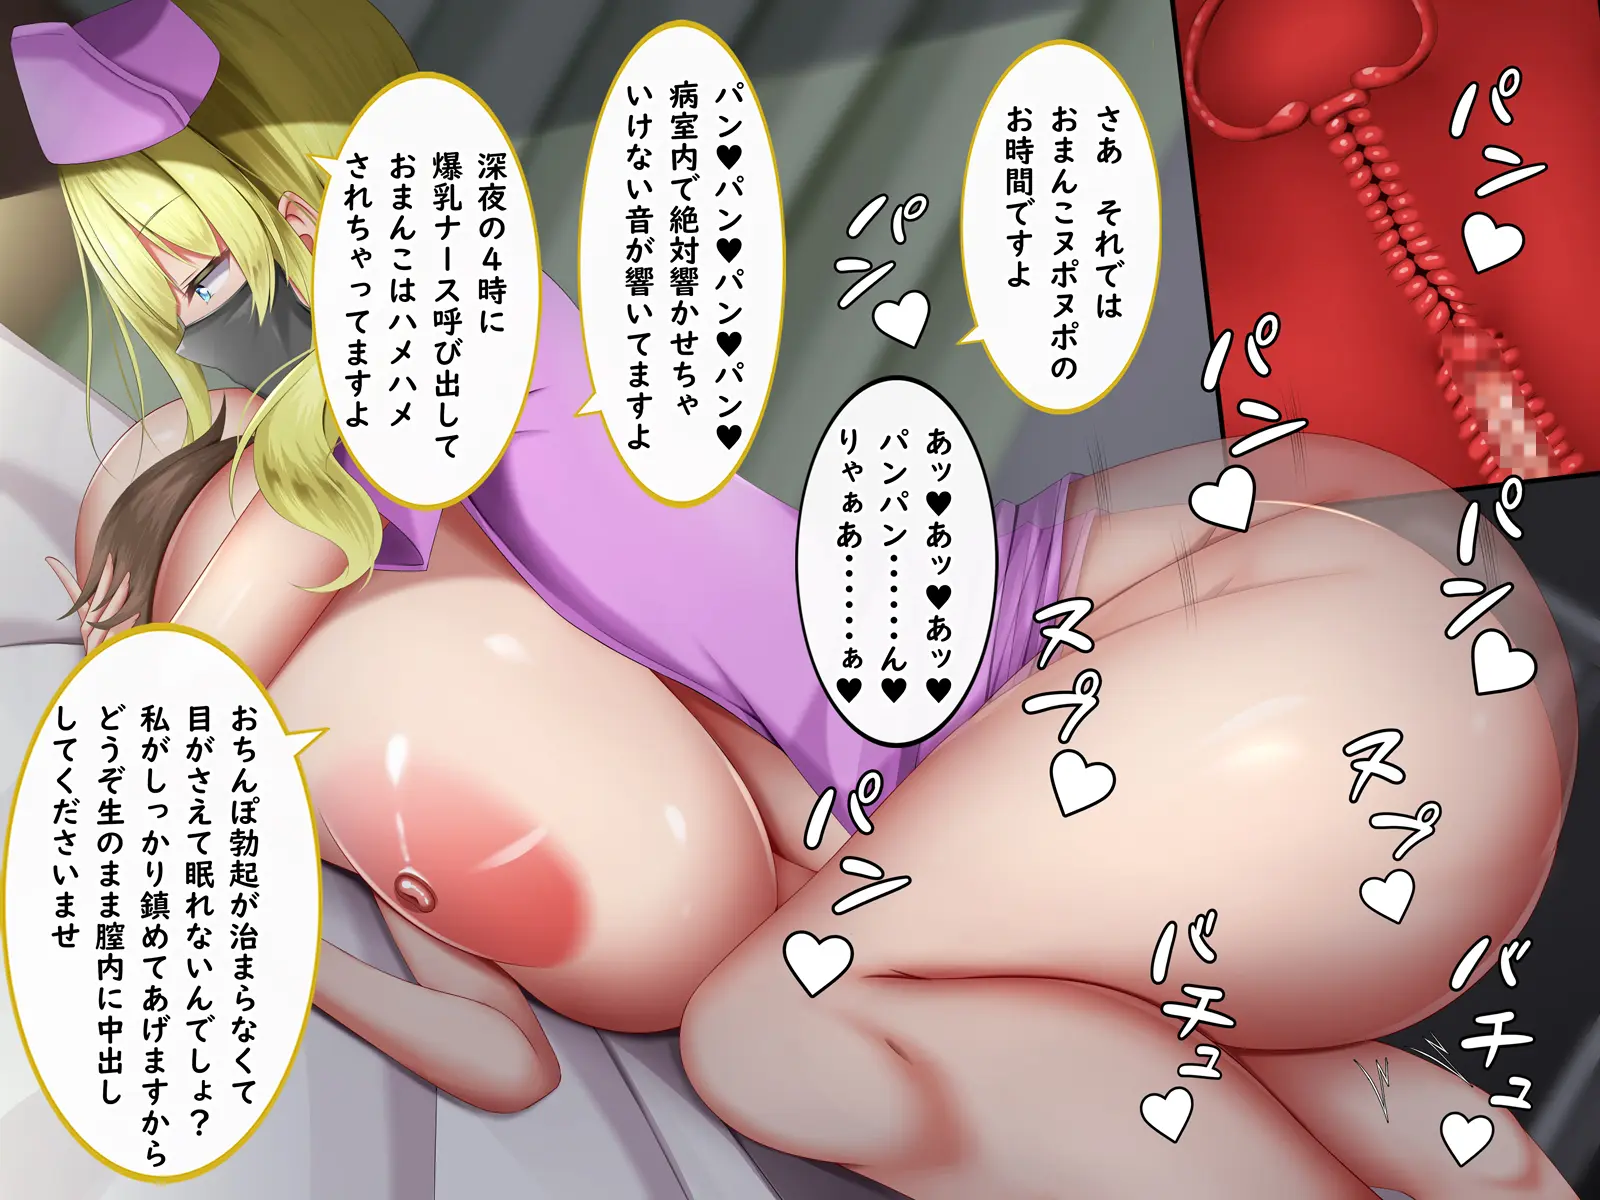 さあ それでは
おまんこヌポヌポの
お時間ですよ
パン♥パン♥パン♥パン♥
病室内で絶対響かせちゃ
いけない音が響いてますよ
深夜の4時に
爆乳ナース呼び出して
おまんこはハメハメ
されちゃってますよ
あッ♥あッ♥あッ♥
パンパン………ん♥
りゃぁあ………ぁ♥
おちんぽ勃起が治まらなくて
目がさえて眠れないんでしょ?
私がしっかり鎮めてあげますから
どうぞ生のまま膣内に中出し
してくださいませ
パン♡
パン♡
パン♡
パン♡
ヌプ♡
ヌプ♡
パン♡
バチュ♡
バチュ♡